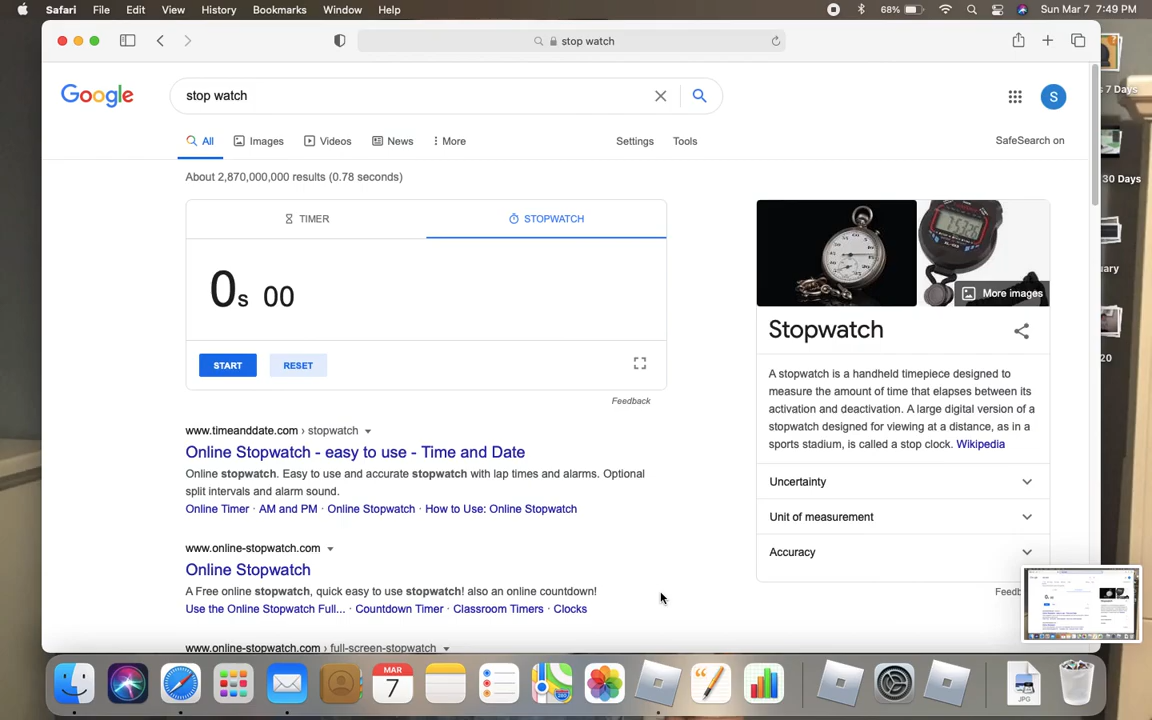 Safari File Edit View History Bookmarks Window Help 68% Sun Mar 7 7:49 PM
stop watch
Google stop watch S
All Images Videos News More Settings Tools SafeSearch on
About 2,870,000,000 results (0.78 seconds)
TIMER STOPWATCH
0s 00
START RESET
Feedback
www.timeanddate.com › stopwatch
Online Stopwatch - easy to use - Time and Date
Online stopwatch. Easy to use and accurate stopwatch with lap times and alarms. Optional
split intervals and alarm sound.
Online Timer · AM and PM · Online Stopwatch · How to Use: Online Stopwatch
www.online-stopwatch.com
Online Stopwatch
A Free online stopwatch, quick easy to use stopwatch! also an online countdown!
Use the Online Stopwatch Full... · Countdown Timer · Classroom Timers · Clocks
www.online-stopwatch.com › full-screen-stopwatch
More images
Stopwatch
A stopwatch is a handheld timepiece designed to
measure the amount of time that elapses between its
activation and deactivation. A large digital version of a
stopwatch designed for viewing at a distance, as in a
sports stadium, is called a stop clock. Wikipedia
Uncertainty
Unit of measurement
Accuracy
Feedb
7 Days
30 Days
ary
20
MAR
7
JPG